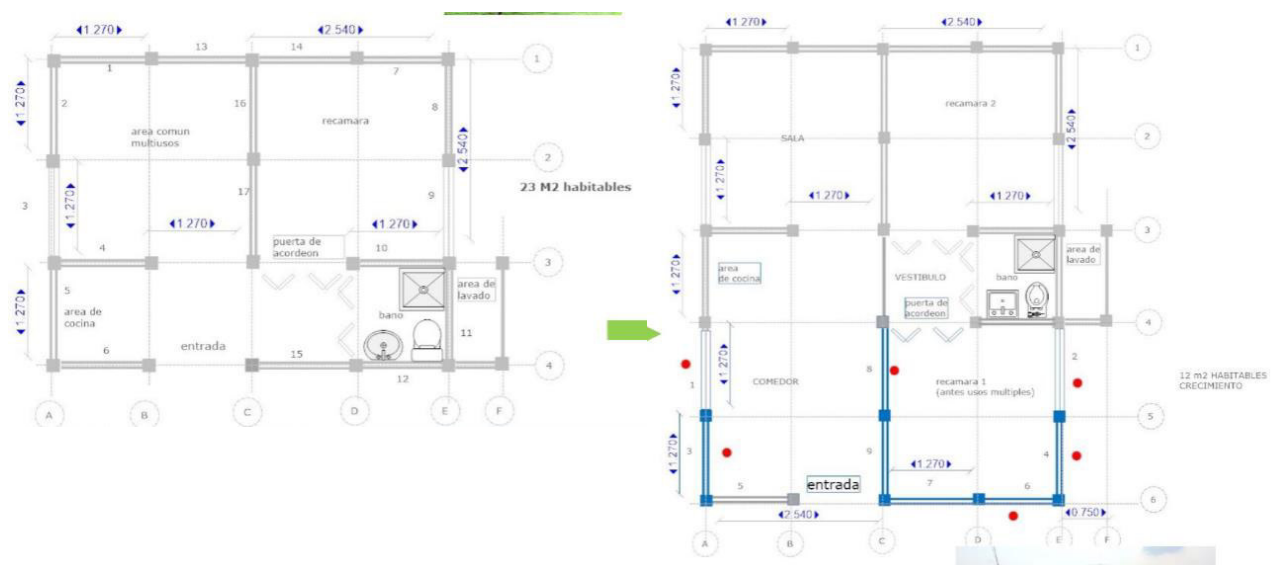 1.270
2.540
13
14
1
1
7
2
16
8
1.270
area comun
multiusos
recamara
2.540
2
3
1.270
17
9
1.270
1.270
4
puerta de
acordeon
10
3
5
1.270
area de
cocina
area de
lavado
bano
11
6
entrada
15
12
4
A
B
C
D
E
F
23 M2 habitables
1.270
2.540
1
1.270
recamara 2
2.540
SALA
2
1.270
1.270
1.270
3
1.270
area
de cocina
VESTIBULO
bano
area de
lavado
puerta de
acordeon
4
1
1.270
COMEDOR
8
recamara 1
(antes usos multiples)
2
12 m2 HABITABLES
CRECIMIENTO
5
3
1.270
9
1.270
4
5
entrada
7
6
6
2.540
0.750
A
B
C
D
E
F